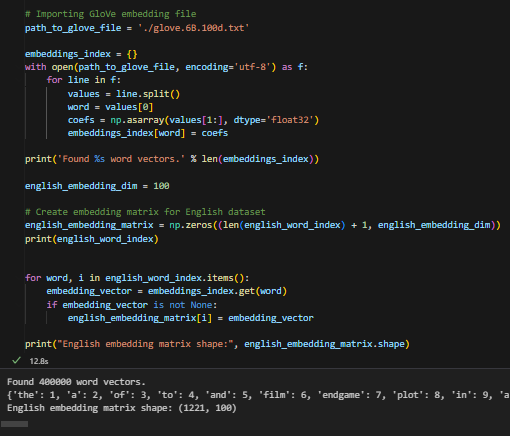 # Importing GloVe embedding file
path_to_glove_file = './glove.6B.100d.txt'
embeddings_index = {}
with open(path_to_glove_file, encoding='utf-8') as f:
for line in f:
values = line.split()
word = values[0]
coefs = np.asarray(values[1:], dtype='float32')
embeddings_index[word] = coefs
print('Found %s word vectors.' % len(embeddings_index))
english_embedding_dim = 100
# Create embedding matrix for English dataset
english_embedding_matrix = np.zeros((len(english_word_index) + 1, english_embedding_dim))
print(english_word_index)
for word, i in english_word_index.items():
embedding_vector = embeddings_index.get(word)
if embedding_vector is not None:
english_embedding_matrix[i] = embedding_vector
print("English embedding matrix shape:", english_embedding_matrix.shape)
12.8s
Found 400000 word vectors.
{'the': 1, 'a': 2, 'of': 3, 'to': 4, 'and': 5, 'film': 6, 'endgame': 7, 'plot': 8, 'in': 9, 'a
English embedding matrix shape: (1221, 100)